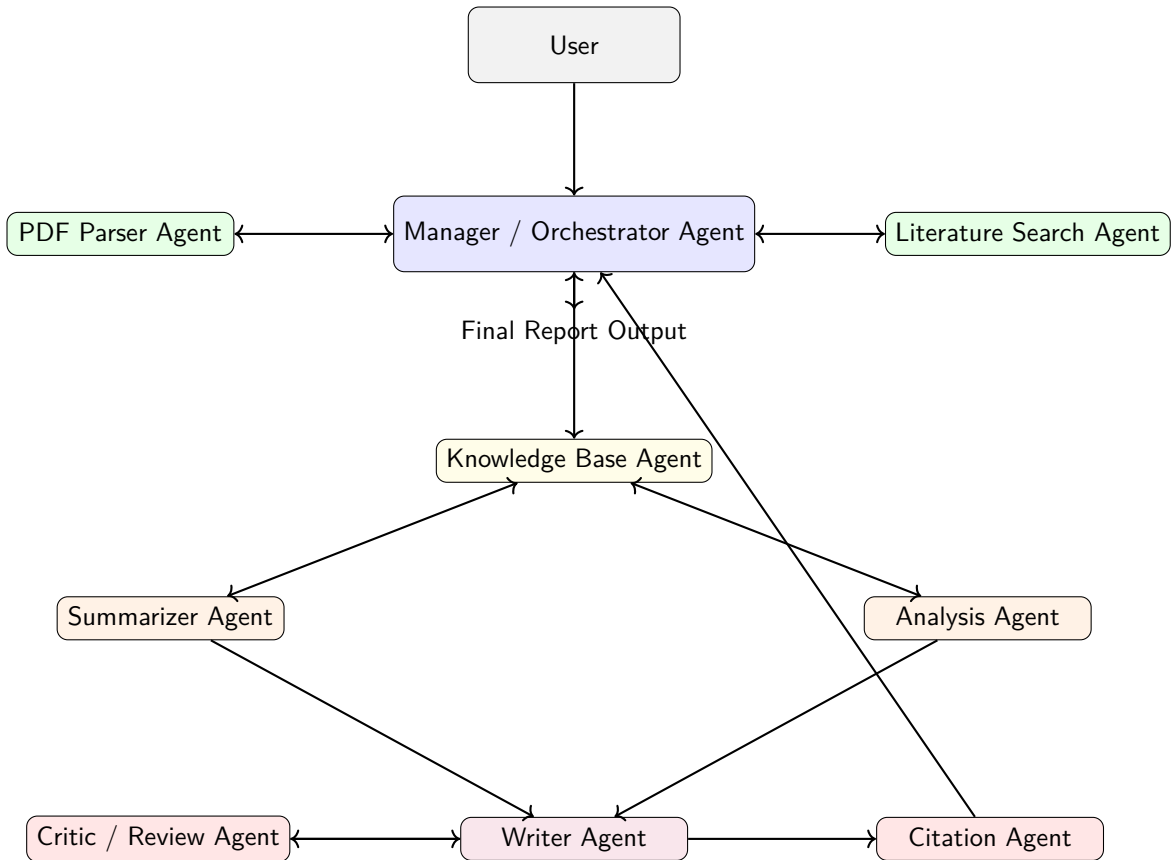 User
PDF Parser Agent
Manager / Orchestrator Agent
Literature Search Agent
Final Report Output
Knowledge Base Agent
Summarizer Agent
Analysis Agent
Critic / Review Agent
Writer Agent
Citation Agent